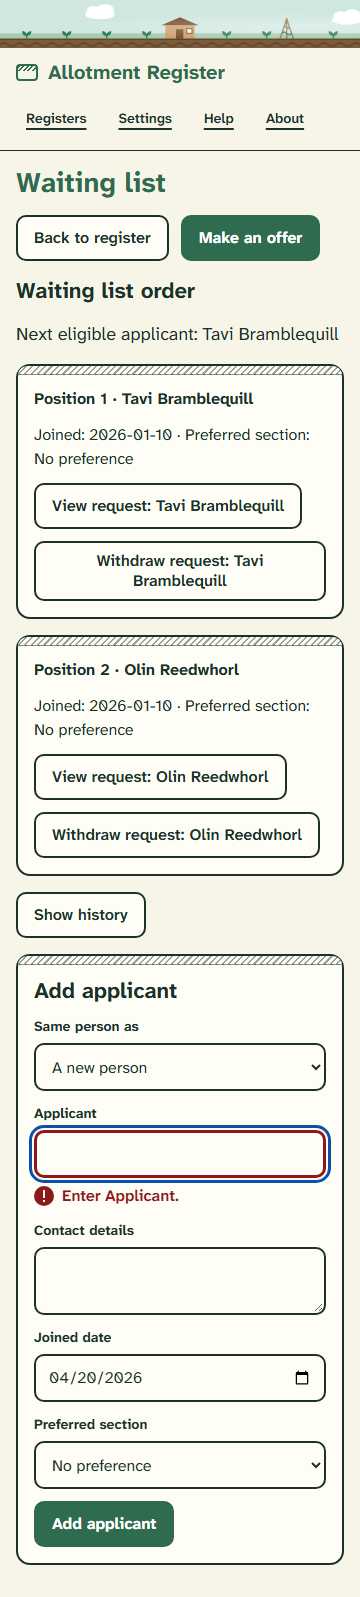 Allotment Register
Registers Settings Help About
Waiting list
Back to register Make an offer
Waiting list order
Next eligible applicant: Tavi Bramblequill
Position 1 · Tavi Bramblequill
Joined: 2026-01-10 · Preferred section:
No preference
View request: Tavi Bramblequill
Withdraw request: Tavi
Bramblequill
Position 2 · Olin Reedwhorl
Joined: 2026-01-10 · Preferred section:
No preference
View request: Olin Reedwhorl
Withdraw request: Olin Reedwhorl
Show history
Add applicant
Same person as
A new person
Applicant
Enter Applicant.
Contact details
Joined date
04/20/2026
Preferred section
No preference
Add applicant